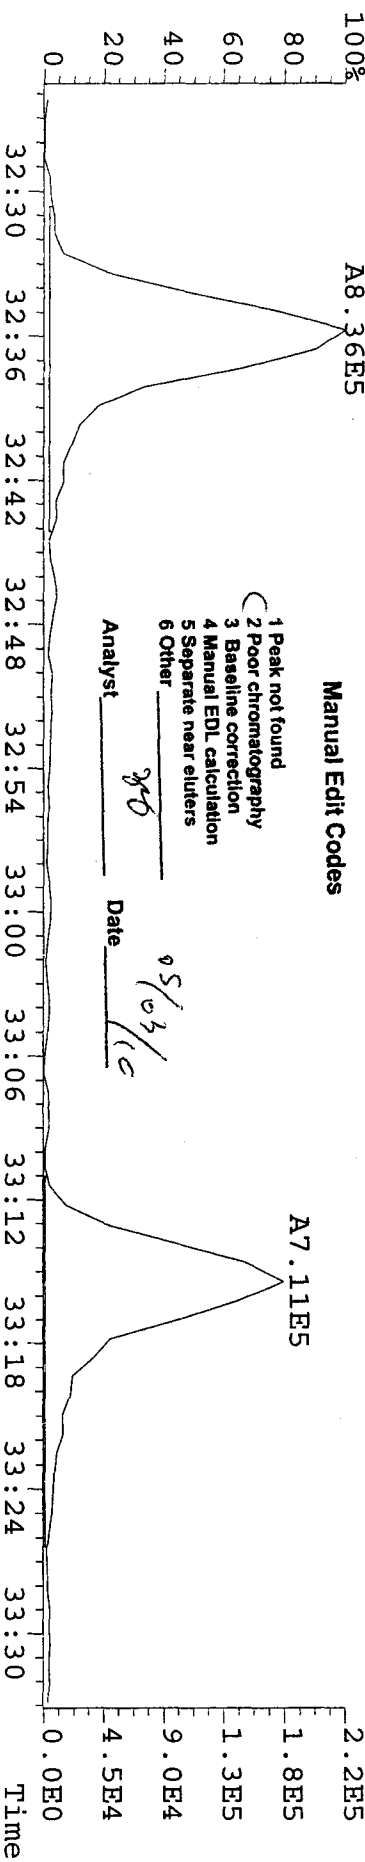 100%
80
60
40
20
0
A8.36E5
A7.11E5
Manual Edit Codes
1 Peak not found
2 Poor chromatography
3 Baseline correction
4 Manual EDL calculation
5 Separate near eluters
6 Other
Analyst
Date 05/03/10
2.2E5
1.8E5
1.3E5
9.0E4
4.5E4
0.0E0
32:30 32:36 32:42 32:48 32:54 33:00 33:06 33:12 33:18 33:24 33:30 Time